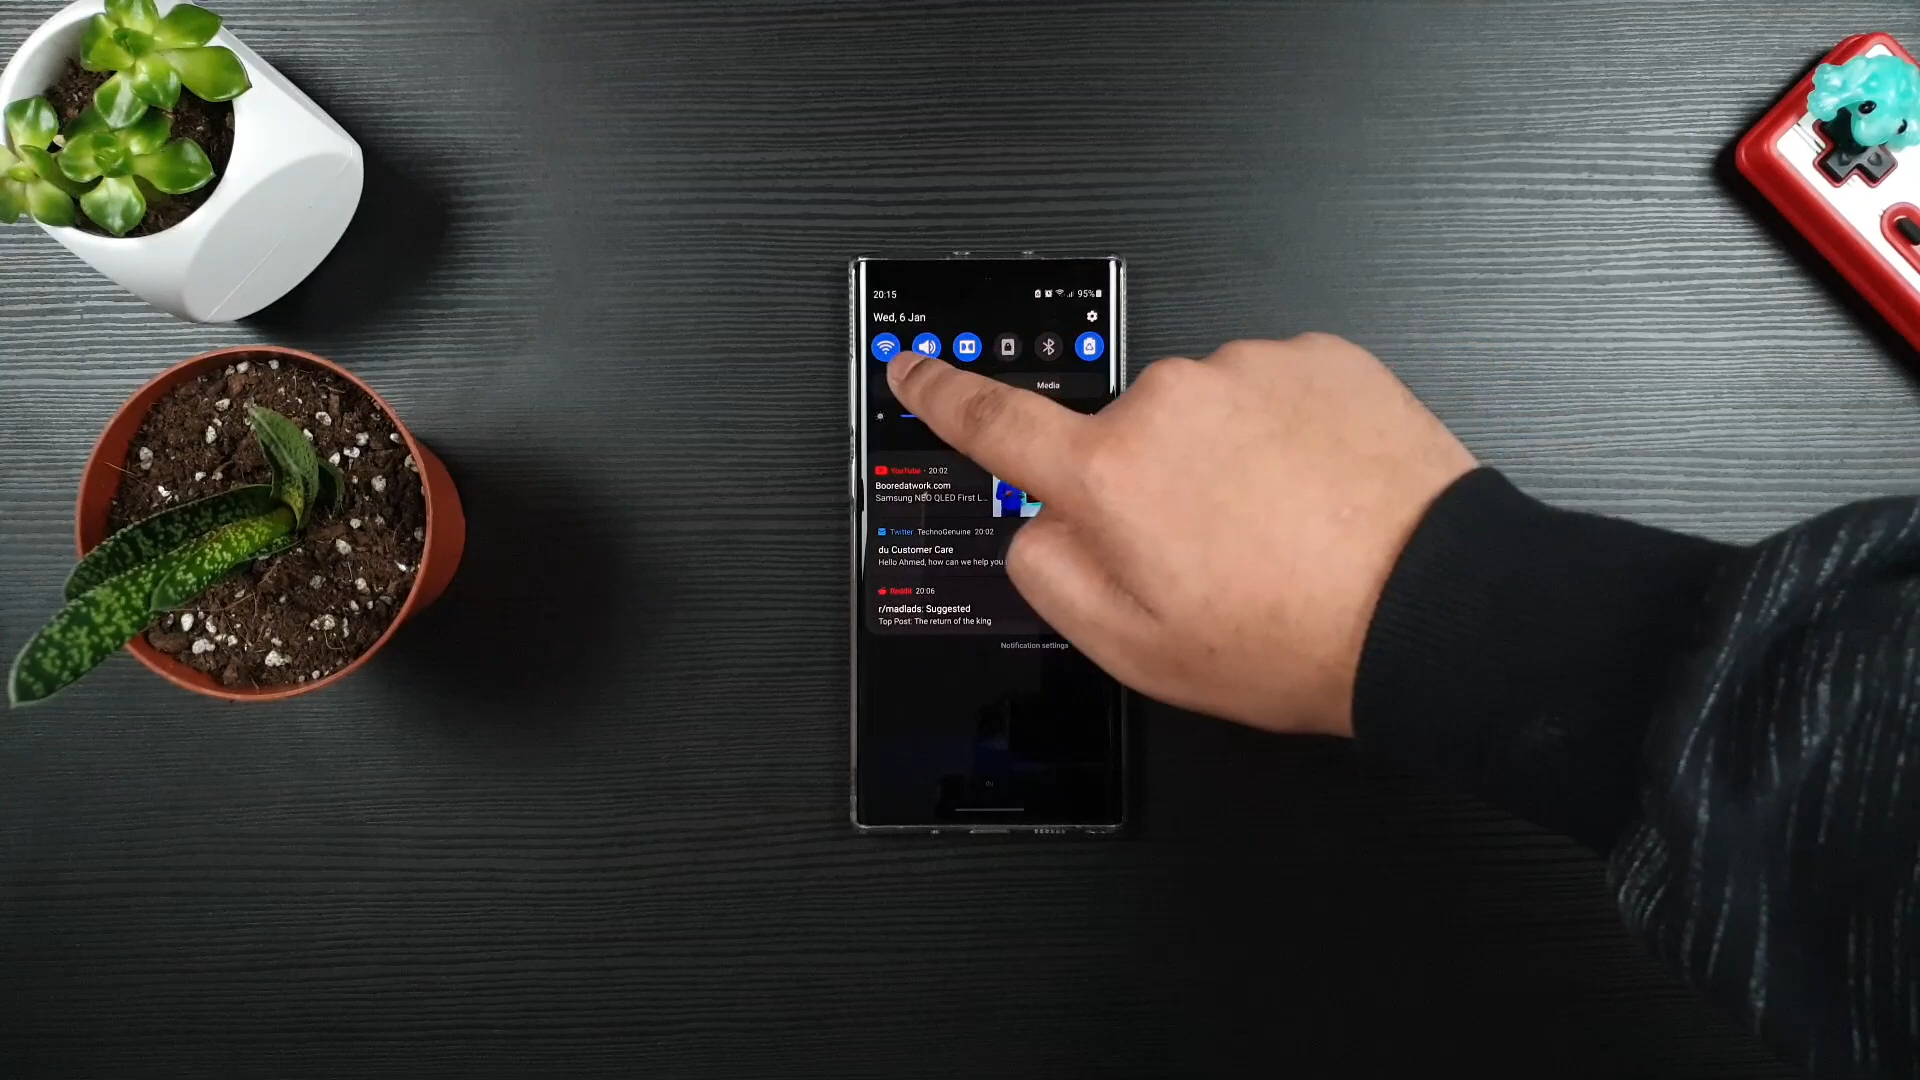 20:15 95%
Wed, 6 Jan
Media
YouTube · 20:02
Booredatwork.com
Samsung NEO QLED First L...
Twitter TechnoGenuine 20:02
du Customer Care
Hello Ahmed, how can we help you
Reddit 20:06
r/madlads: Suggested
Top Post: The return of the king
Notification settings
du